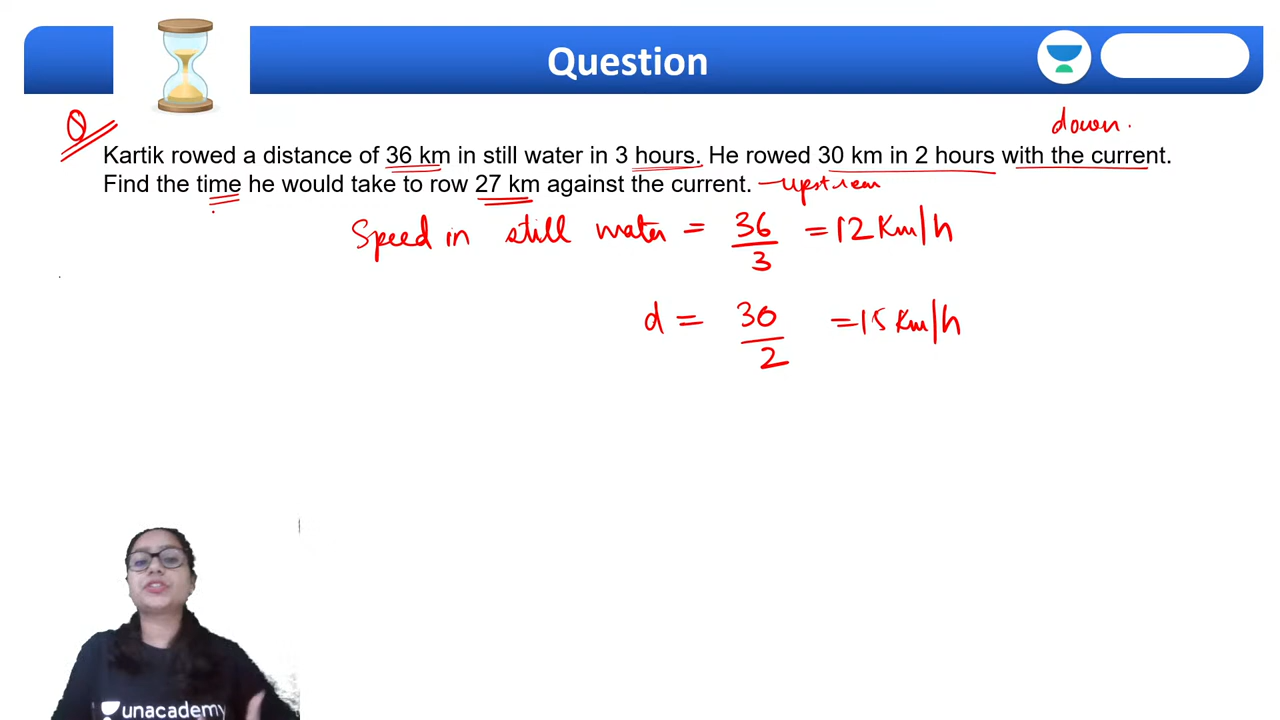 Question
Q
down.
Kartik rowed a distance of 36 km in still water in 3 hours. He rowed 30 km in 2 hours with the current.
Find the time he would take to row 27 km against the current. – upstream
Speed in still water = 36/3 = 12 Km/h
d = 30/2 = 15 Km/h
unacademy